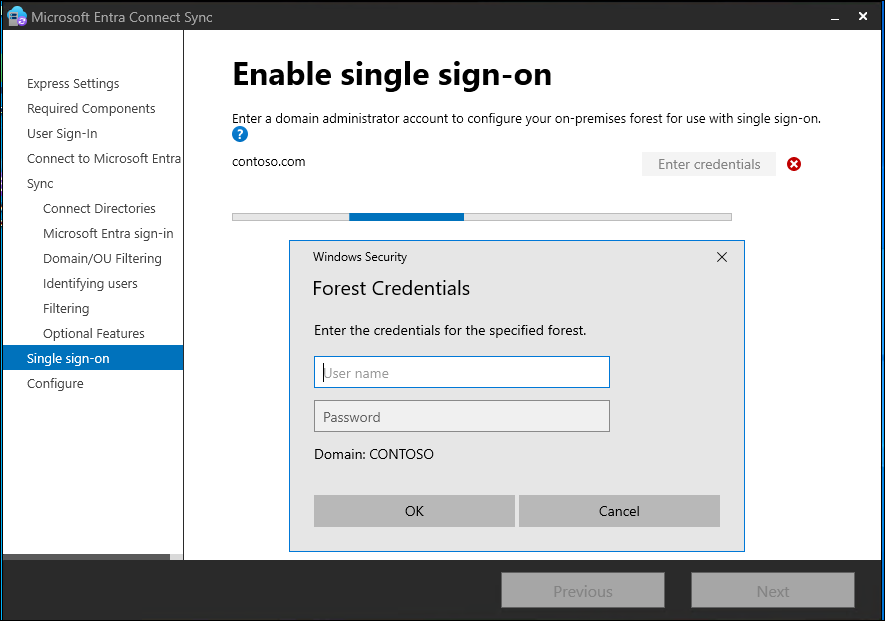 Microsoft Entra Connect Sync
Express Settings
Required Components
User Sign-In
Connect to Microsoft Entra
Sync
Connect Directories
Microsoft Entra sign-in
Domain/OU Filtering
Identifying users
Filtering
Optional Features
Single sign-on
Configure
Enable single sign-on
Enter a domain administrator account to configure your on-premises forest for use with single sign-on.
?
contoso.com
Enter credentials
Windows Security
Forest Credentials
Enter the credentials for the specified forest.
User name
Password
Domain: CONTOSO
OK Cancel
Previous Next